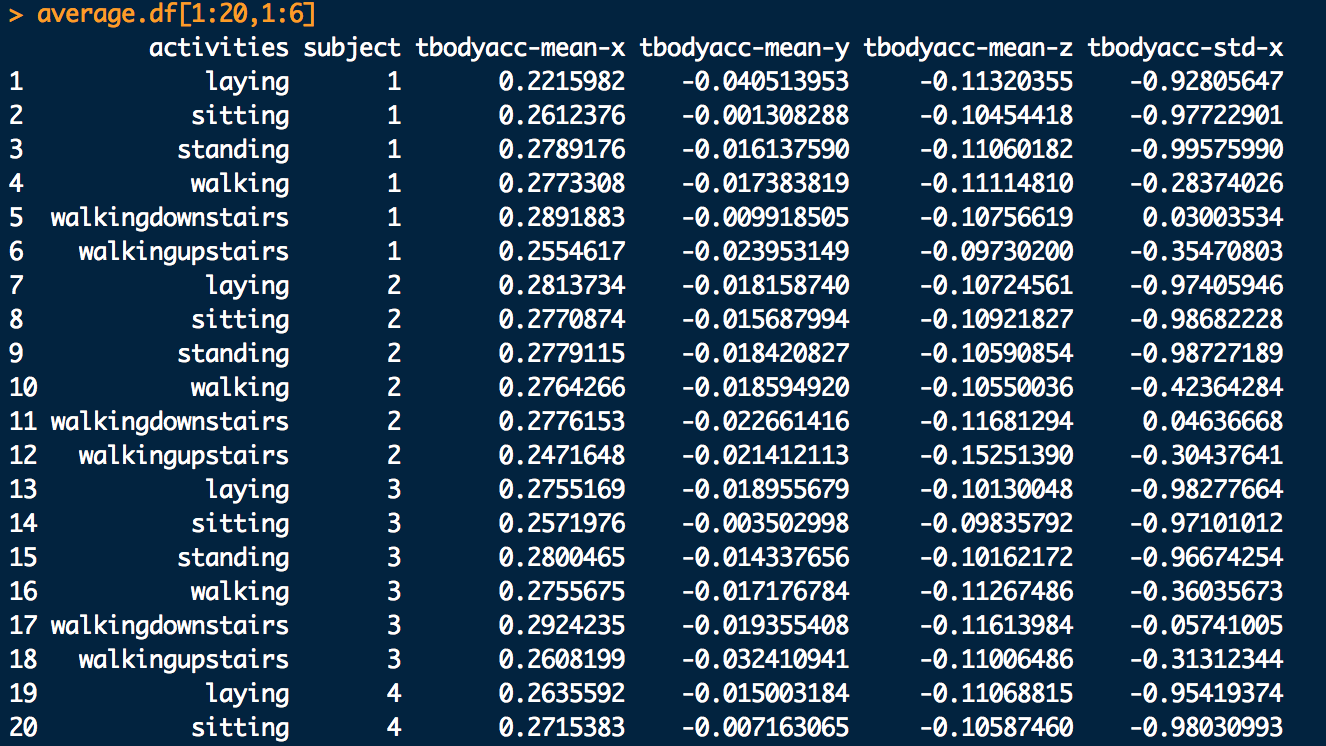 > average.df[1:20,1:6]
activities subject tbodyacc-mean-x tbodyacc-mean-y tbodyacc-mean-z tbodyacc-std-x
1 laying 1 0.2215982 -0.040513953 -0.11320355 -0.92805647
2 sitting 1 0.2612376 -0.001308288 -0.10454418 -0.97722901
3 standing 1 0.2789176 -0.016137590 -0.11060182 -0.99575990
4 walking 1 0.2773308 -0.017383819 -0.11114810 -0.28374026
5 walkingdownstairs 1 0.2891883 -0.009918505 -0.10756619 0.03003534
6 walkingupstairs 1 0.2554617 -0.023953149 -0.09730200 -0.35470803
7 laying 2 0.2813734 -0.018158740 -0.10724561 -0.97405946
8 sitting 2 0.2770874 -0.015687994 -0.10921827 -0.98682228
9 standing 2 0.2779115 -0.018420827 -0.10590854 -0.98727189
10 walking 2 0.2764266 -0.018594920 -0.10550036 -0.42364284
11 walkingdownstairs 2 0.2776153 -0.022661416 -0.11681294 0.04636668
12 walkingupstairs 2 0.2471648 -0.021412113 -0.15251390 -0.30437641
13 laying 3 0.2755169 -0.018955679 -0.10130048 -0.98277664
14 sitting 3 0.2571976 -0.003502998 -0.09835792 -0.97101012
15 standing 3 0.2800465 -0.014337656 -0.10162172 -0.96674254
16 walking 3 0.2755675 -0.017176784 -0.11267486 -0.36035673
17 walkingdownstairs 3 0.2924235 -0.019355408 -0.11613984 -0.05741005
18 walkingupstairs 3 0.2608199 -0.032410941 -0.11006486 -0.31312344
19 laying 4 0.2635592 -0.015003184 -0.11068815 -0.95419374
20 sitting 4 0.2715383 -0.007163065 -0.10587460 -0.98030993